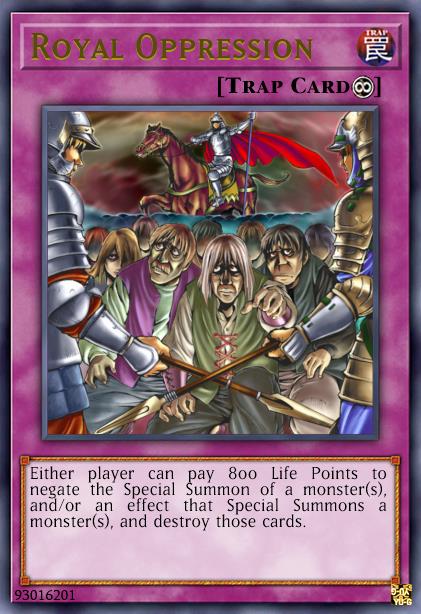 ROYAL OPPRESSION
TRAP
罠
[TRAP CARD]
Either player can pay 800 Life Points to
negate the Special Summon of a monster(s),
and/or an effect that Special Summons a
monster(s), and destroy those cards.
93016201